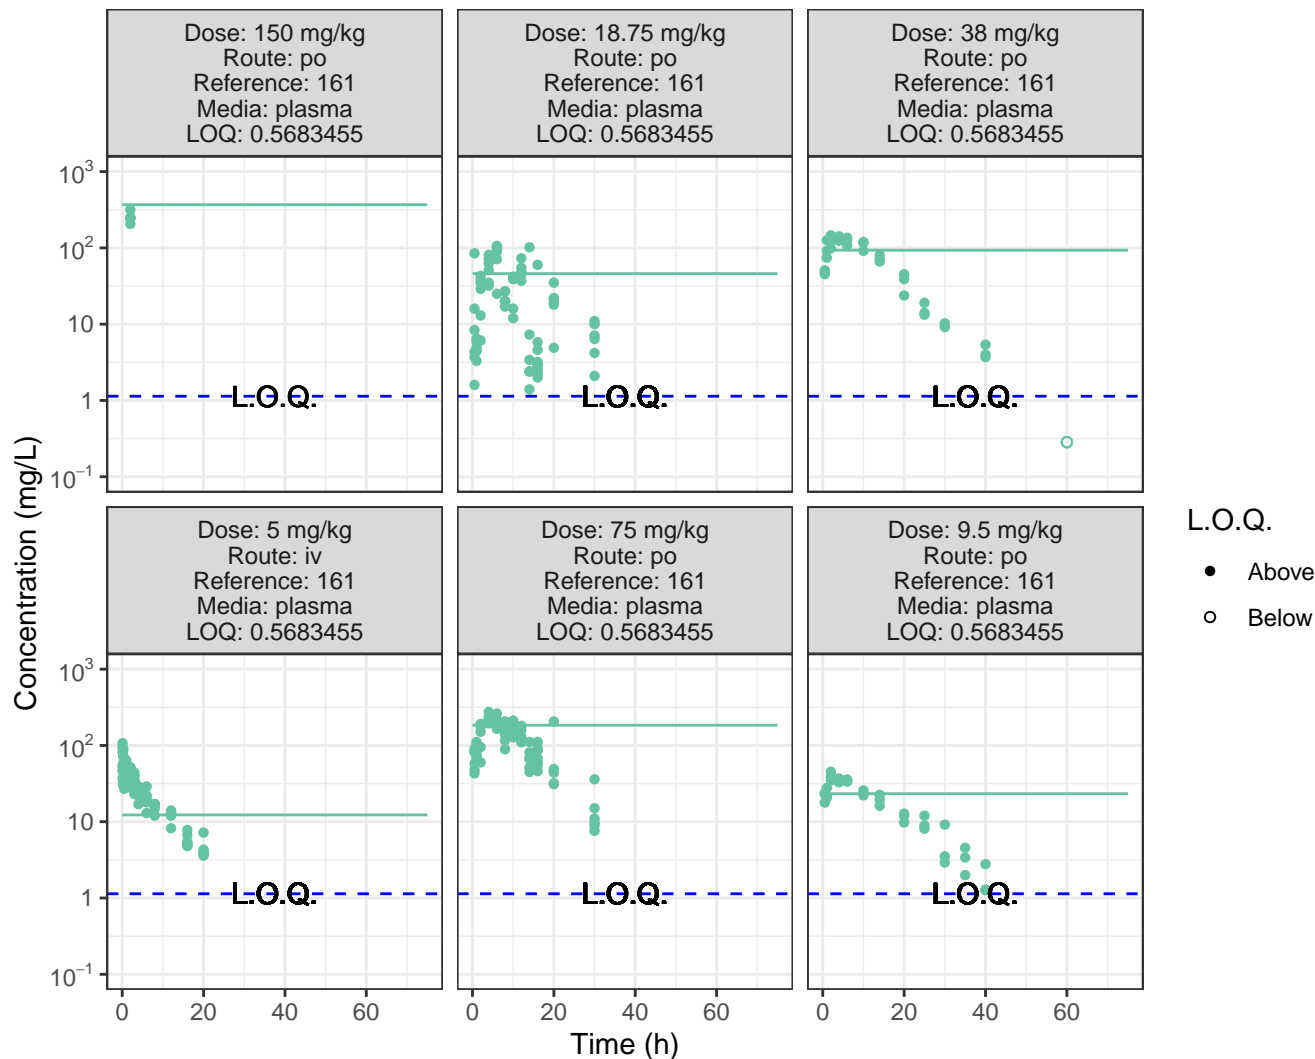 Dose: 150 mg/kg
Route: po
Reference: 161
Media: plasma
LOQ: 0.5683455
Dose: 18.75 mg/kg
Route: po
Reference: 161
Media: plasma
LOQ: 0.5683455
Dose: 38 mg/kg
Route: po
Reference: 161
Media: plasma
LOQ: 0.5683455
10³
10²
10
1
10⁻¹
L.O.Q.
L.O.Q.
L.O.Q.
Dose: 5 mg/kg
Route: iv
Reference: 161
Media: plasma
LOQ: 0.5683455
Dose: 75 mg/kg
Route: po
Reference: 161
Media: plasma
LOQ: 0.5683455
Dose: 9.5 mg/kg
Route: po
Reference: 161
Media: plasma
LOQ: 0.5683455
10³
10²
10
1
10⁻¹
L.O.Q.
L.O.Q.
L.O.Q.
0 20 40 60
0 20 40 60
0 20 40 60
Time (h)
Concentration (mg/L)
L.O.Q.
Above
Below